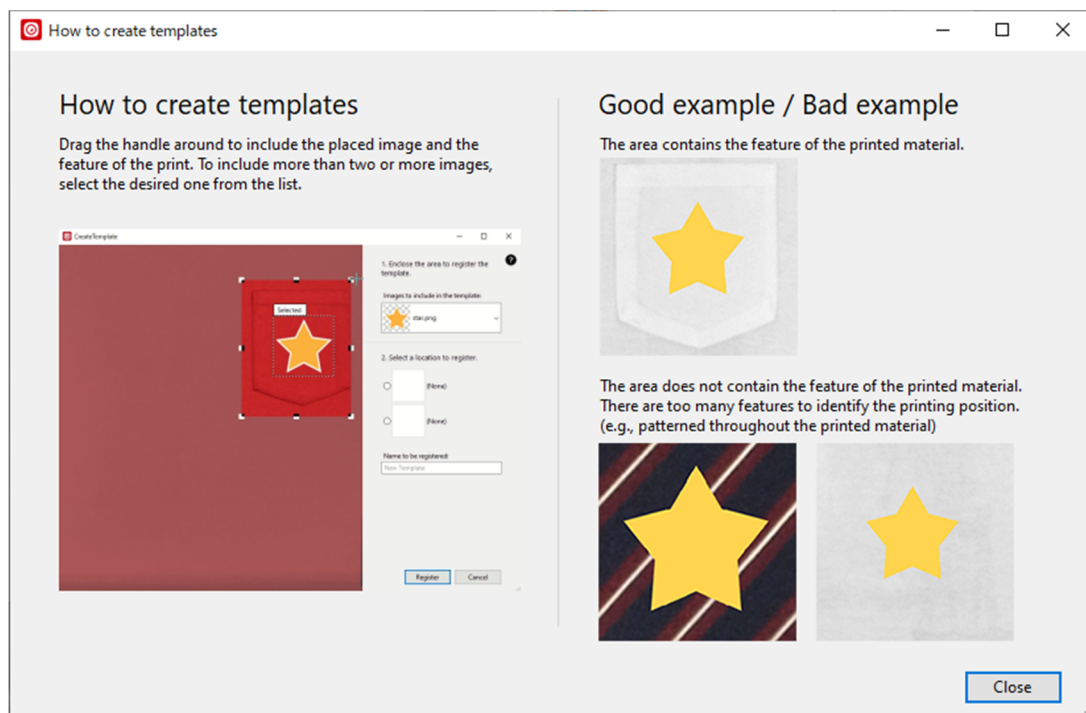 How to create templates
How to create templates
Drag the handle around to include the placed image and the
feature of the print. To include more than two or more images,
select the desired one from the list.
CreateTemplate
Selected
1. Enclose the area to register the
template.
Images to include in the template:
star.png
2. Select a location to register.
(None)
(None)
Name to be registered:
New Template
Register
Cancel
Good example / Bad example
The area contains the feature of the printed material.
The area does not contain the feature of the printed material.
There are too many features to identify the printing position.
(e.g., patterned throughout the printed material)
Close